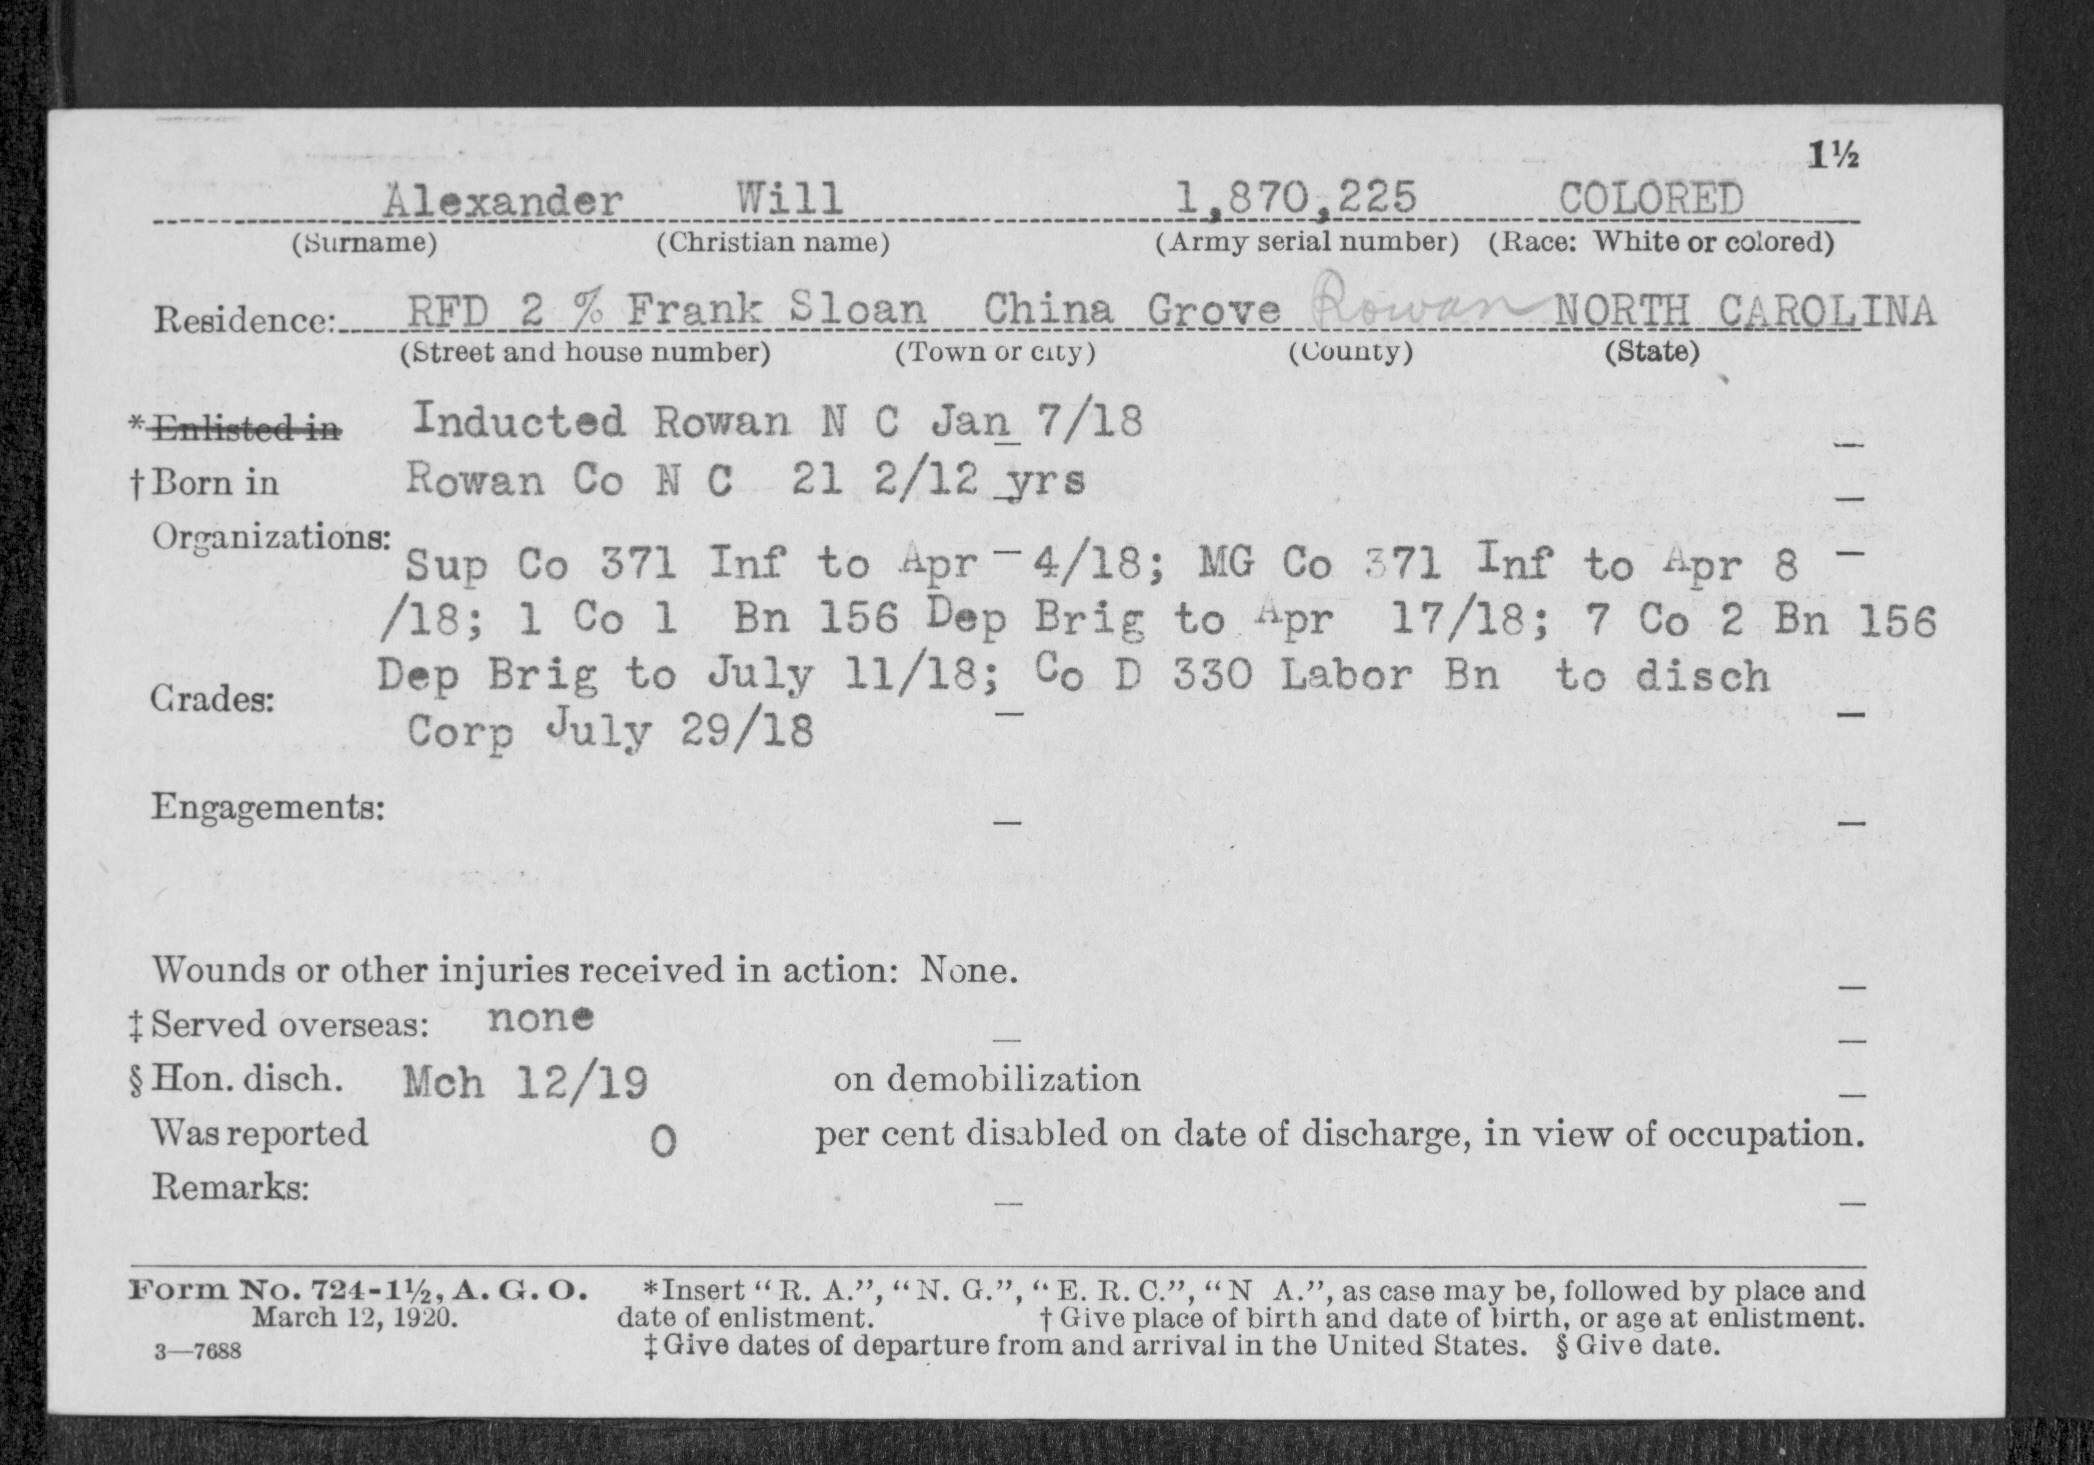 1½
Alexander Will 1,870,225 COLORED
(Surname) (Christian name) (Army serial number) (Race: White or colored)
Residence: RFD 2 % Frank Sloan China Grove Rowan NORTH CAROLINA
(Street and house number) (Town or city) (County) (State)
*Enlisted in Inducted Rowan N C Jan 7/18
†Born in Rowan Co N C 21 2/12 yrs
Organizations: Sup Co 371 Inf to Apr 4/18; MG Co 371 Inf to Apr 8
/18; 1 Co 1 Bn 156 Dep Brig to Apr 17/18; 7 Co 2 Bn 156
Dep Brig to July 11/18; Co D 330 Labor Bn to disch
Grades: Corp July 29/18
Engagements:
Wounds or other injuries received in action: None.
‡Served overseas: none
§Hon. disch. Mch 12/19 on demobilization
Was reported 0 per cent disabled on date of discharge, in view of occupation.
Remarks:
Form No. 724-1½, A. G. O. *Insert "R. A.", "N. G.", "E. R. C.", "N A.", as case may be, followed by place and
March 12, 1920. date of enlistment. †Give place of birth and date of birth, or age at enlistment.
3—7688 ‡Give dates of departure from and arrival in the United States. §Give date.